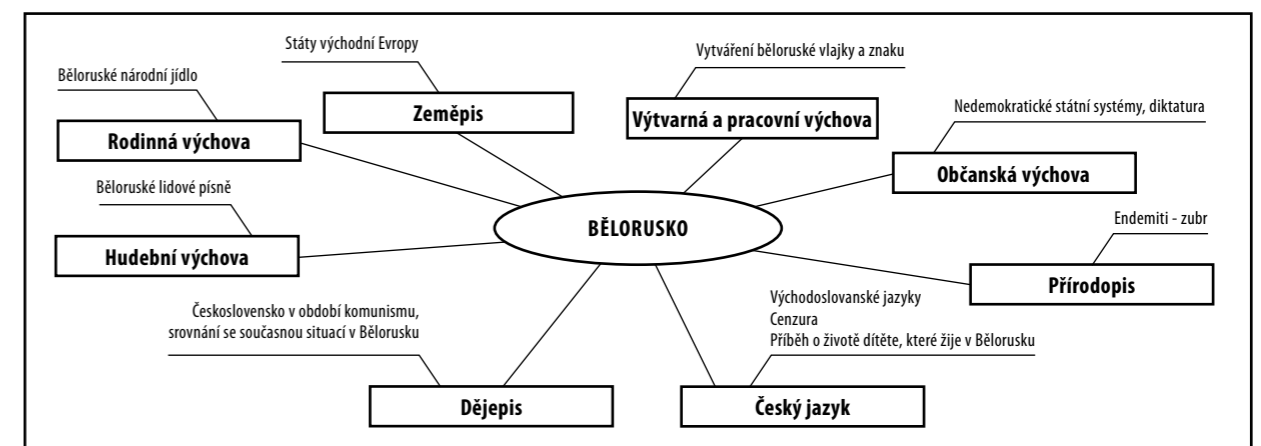 Státy východní Evropy
Zeměpis
Vytváření běloruské vlajky a znaku
Výtvarná a pracovní výchova
Běloruské národní jídlo
Rodinná výchova
Nedemokratické státní systémy, diktatura
Občanská výchova
Běloruské lidové písně
Hudební výchova
BĚLORUSKO
Endemiti - zubr
Přírodopis
Československo v období komunismu,
srovnání se současnou situací v Bělorusku
Dějepis
Východoslovanské jazyky
Cenzura
Příběh o životě dítěte, které žije v Bělorusku
Český jazyk